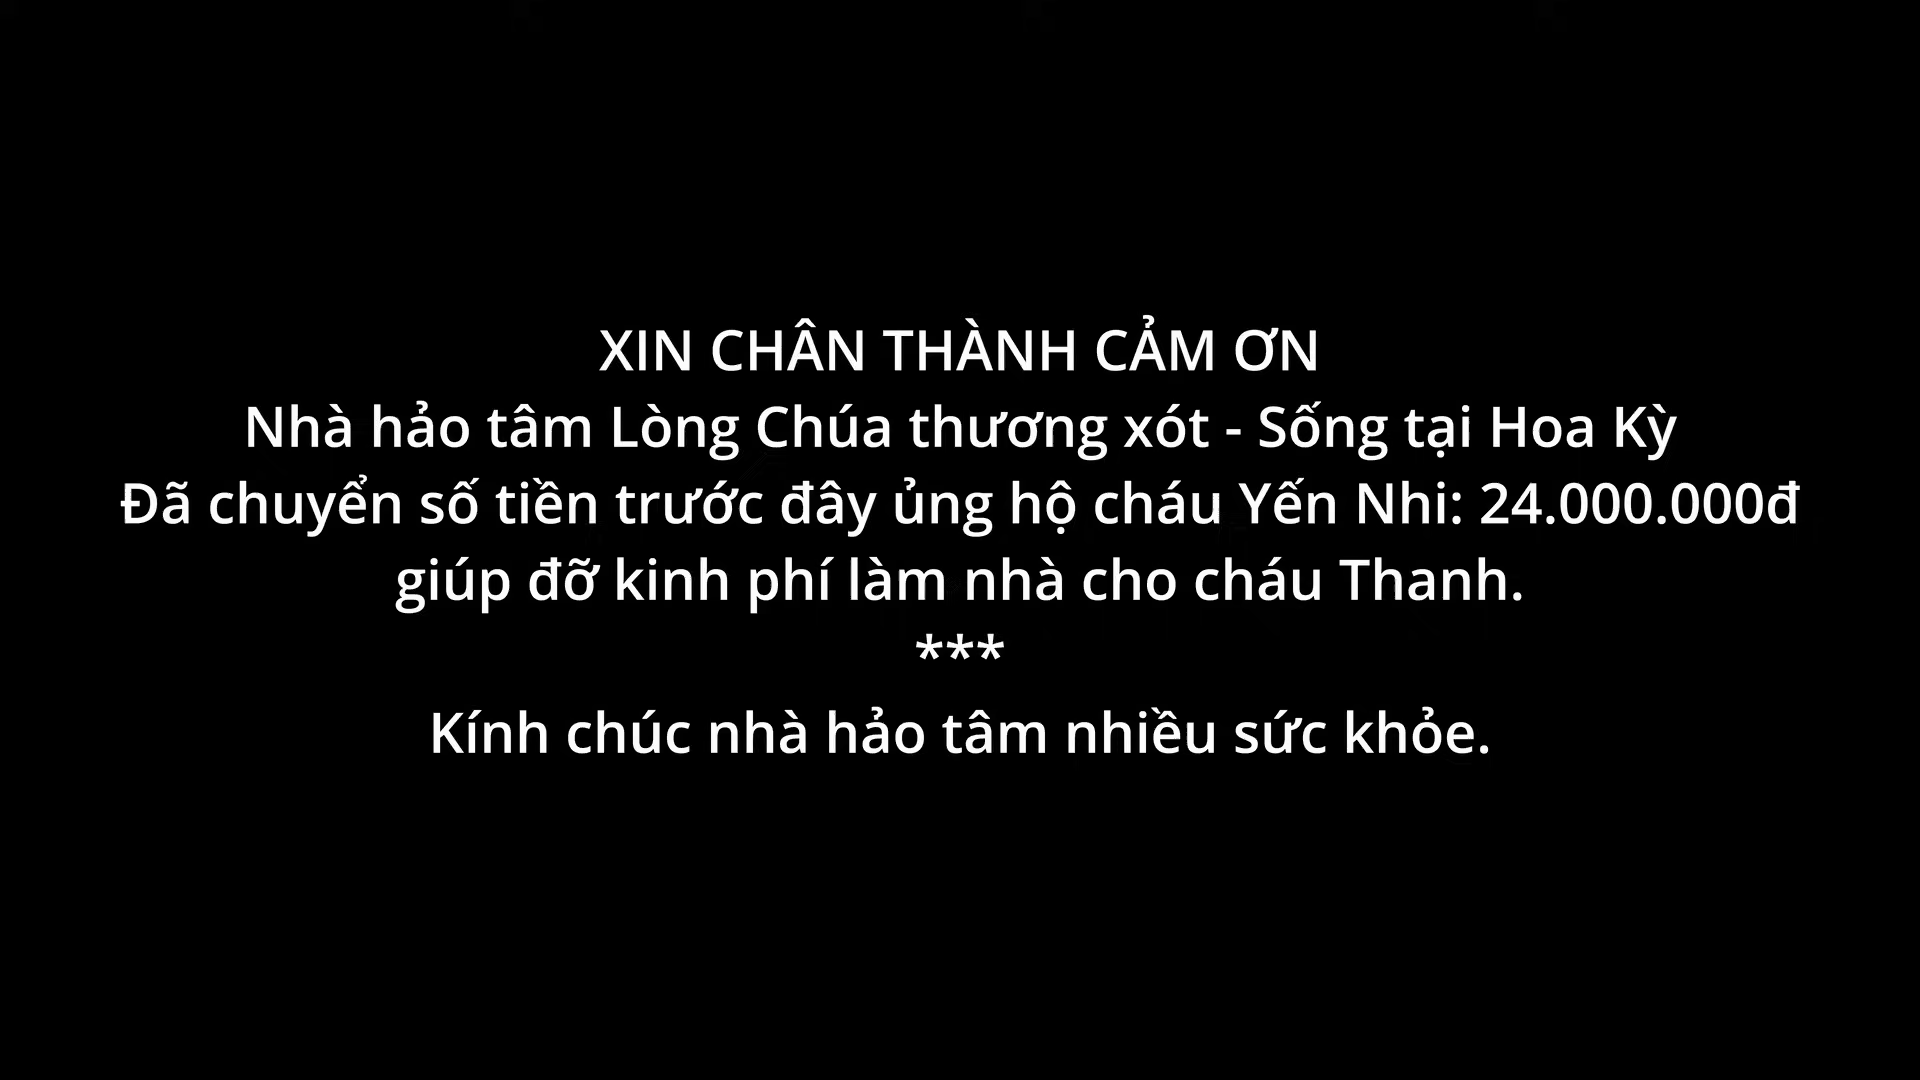 XIN CHÂN THÀNH CẢM ƠN
Nhà hảo tâm Lòng Chúa thương xót - Sống tại Hoa Kỳ
Đã chuyển số tiền trước đây ủng hộ cháu Yến Nhi: 24.000.000đ
giúp đỡ kinh phí làm nhà cho cháu Thanh.
***
Kính chúc nhà hảo tâm nhiều sức khỏe.